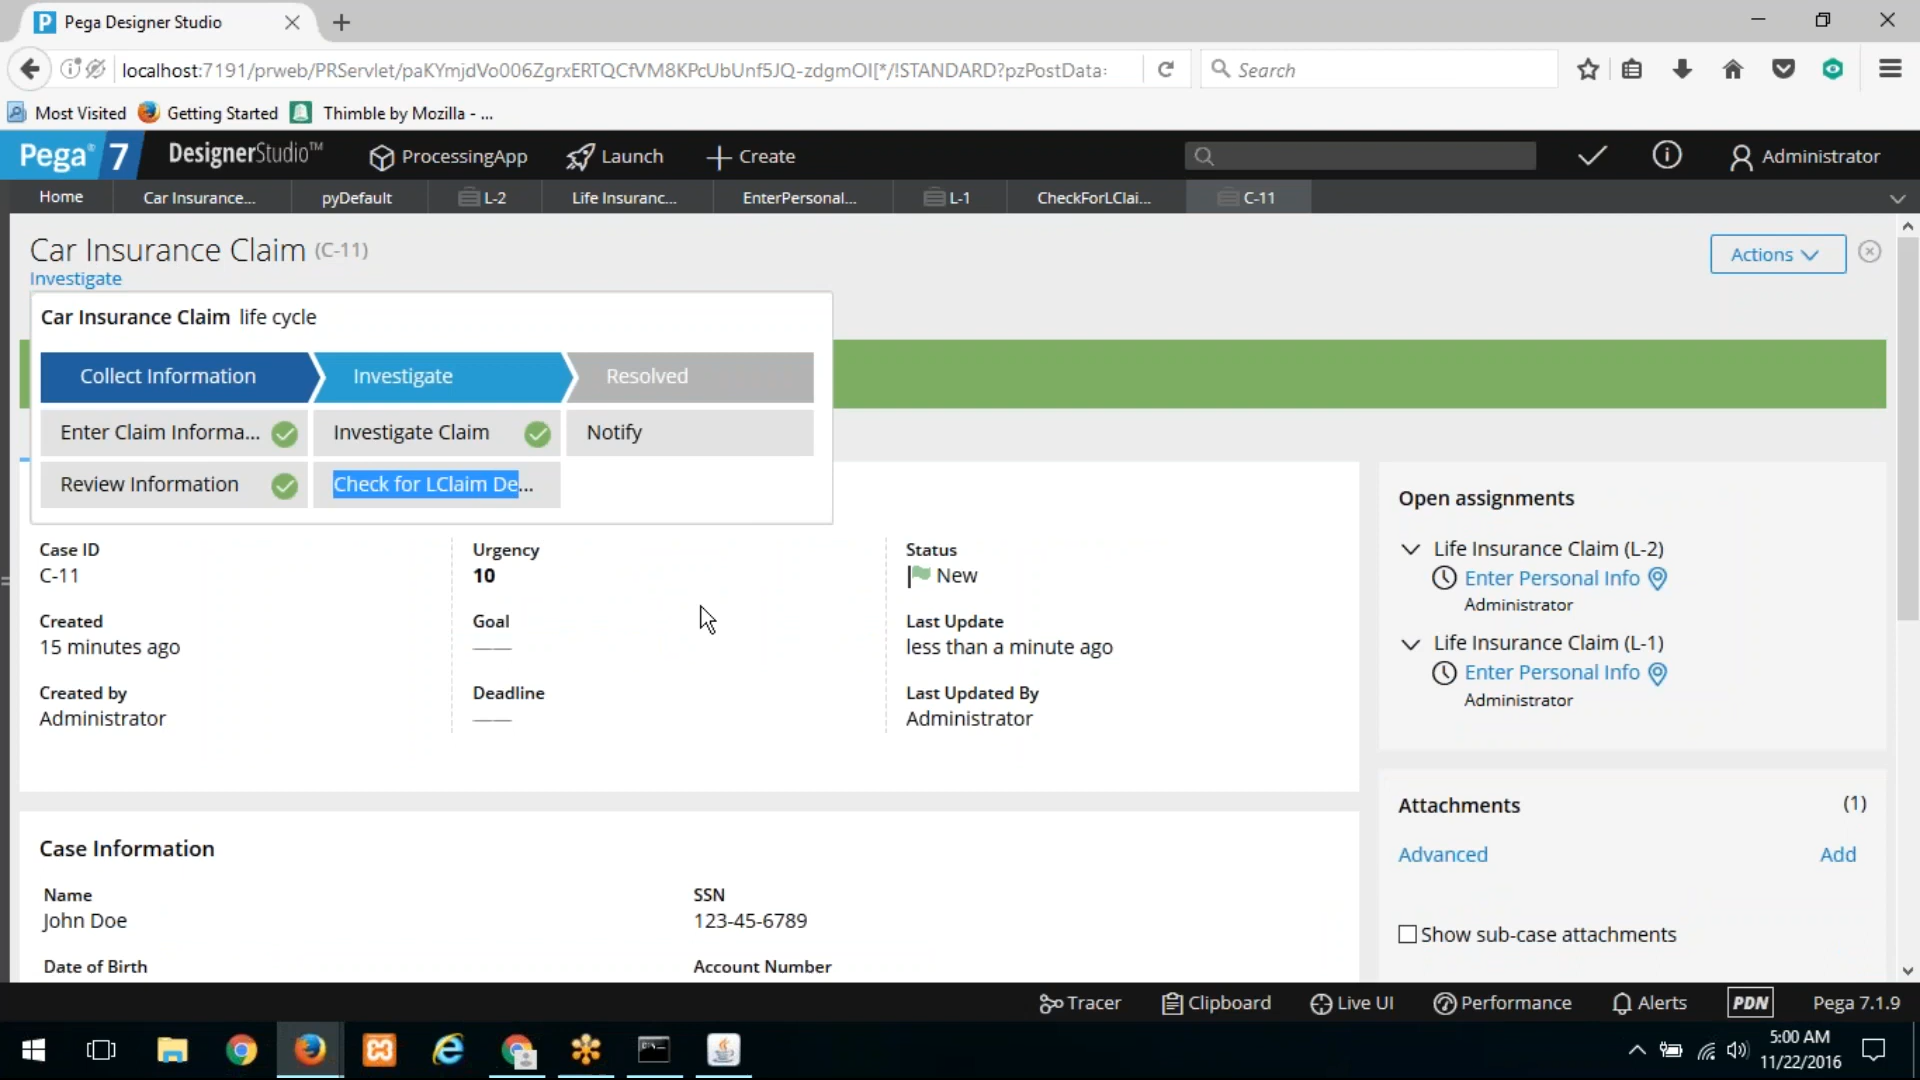 Pega Designer Studio
localhost:7191/prweb/PRServlet/paKYmjdVo006ZgrxERTQCfVM8KPcUbUnf5JQ-zdgmOI[*/!STANDARD?pzPostData:
Search
Most Visited Getting Started Thimble by Mozilla - ...
Pega® 7 DesignerStudio™ ProcessingApp Launch Create Administrator
Home Car Insurance... pyDefault L-2 Life Insuranc... EnterPersonal... L-1 CheckForLClai... C-11
Car Insurance Claim (C-11)
Actions
Investigate
Car Insurance Claim life cycle
Collect Information Investigate Resolved
Enter Claim Informa... Investigate Claim Notify
Review Information Check for LClaim De...
Case ID
C-11
Urgency
10
Status
New
Created
15 minutes ago
Goal
——
Last Update
less than a minute ago
Created by
Administrator
Deadline
——
Last Updated By
Administrator
Case Information
Name
John Doe
SSN
123-45-6789
Date of Birth
Account Number
Open assignments
Life Insurance Claim (L-2)
Enter Personal Info
Administrator
Life Insurance Claim (L-1)
Enter Personal Info
Administrator
Attachments (1)
Advanced Add
Show sub-case attachments
Tracer Clipboard Live UI Performance Alerts PDN Pega 7.1.9
5:00 AM
11/22/2016